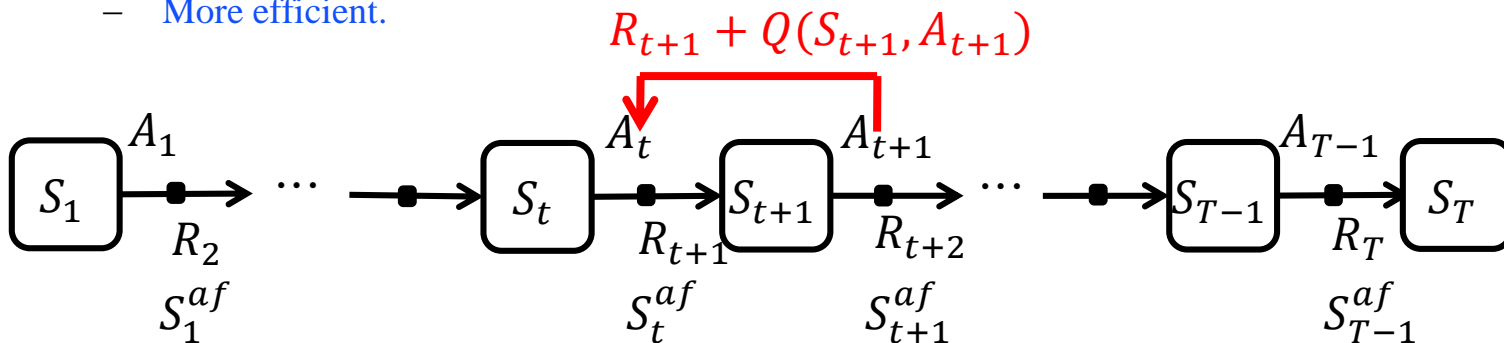 – More efficient.
R_{t+1} + Q(S_{t+1}, A_{t+1})
A_1 A_t A_{t+1} A_{T-1}
S_1 ⋯ S_t S_{t+1} ⋯ S_{T-1} S_T
R_2 R_{t+1} R_{t+2} R_T
S_1^{af} S_t^{af} S_{t+1}^{af} S_{T-1}^{af}